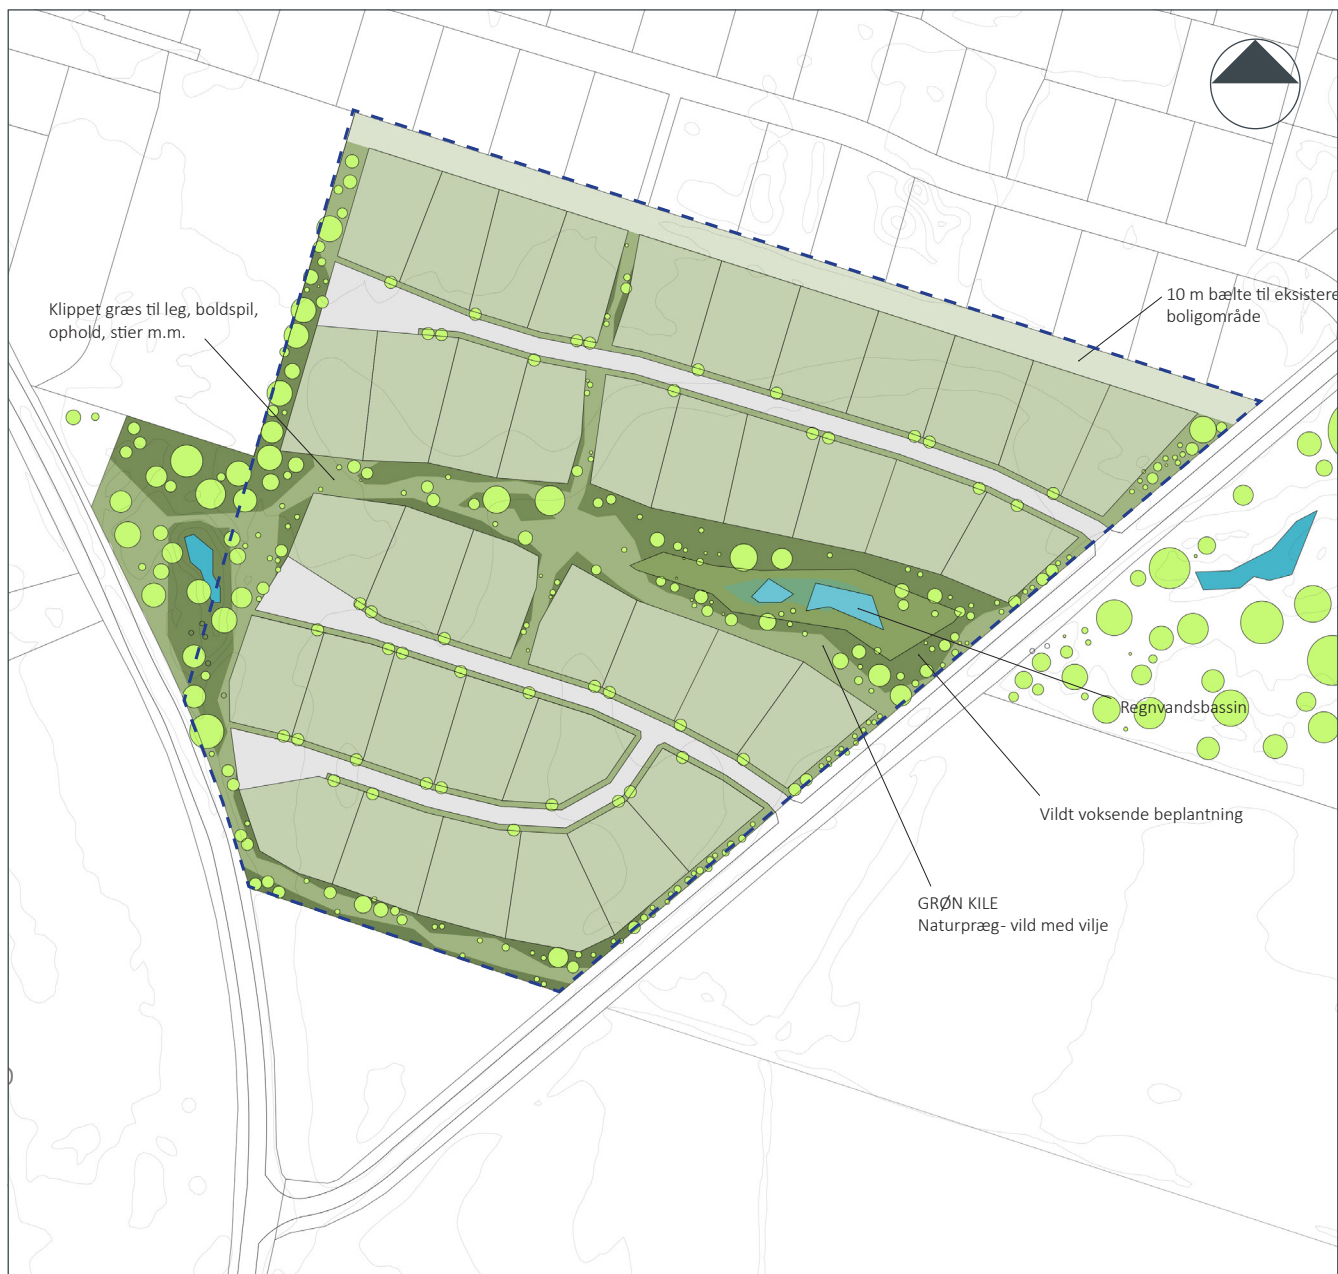 10 m bælte til eksistere
boligområde
Klippet græs til leg, boldspil,
ophold, stier m.m.
Regnvandsbassin
Vildt voksende beplantning
GRØN KILE
Naturpræg- vild med vilje